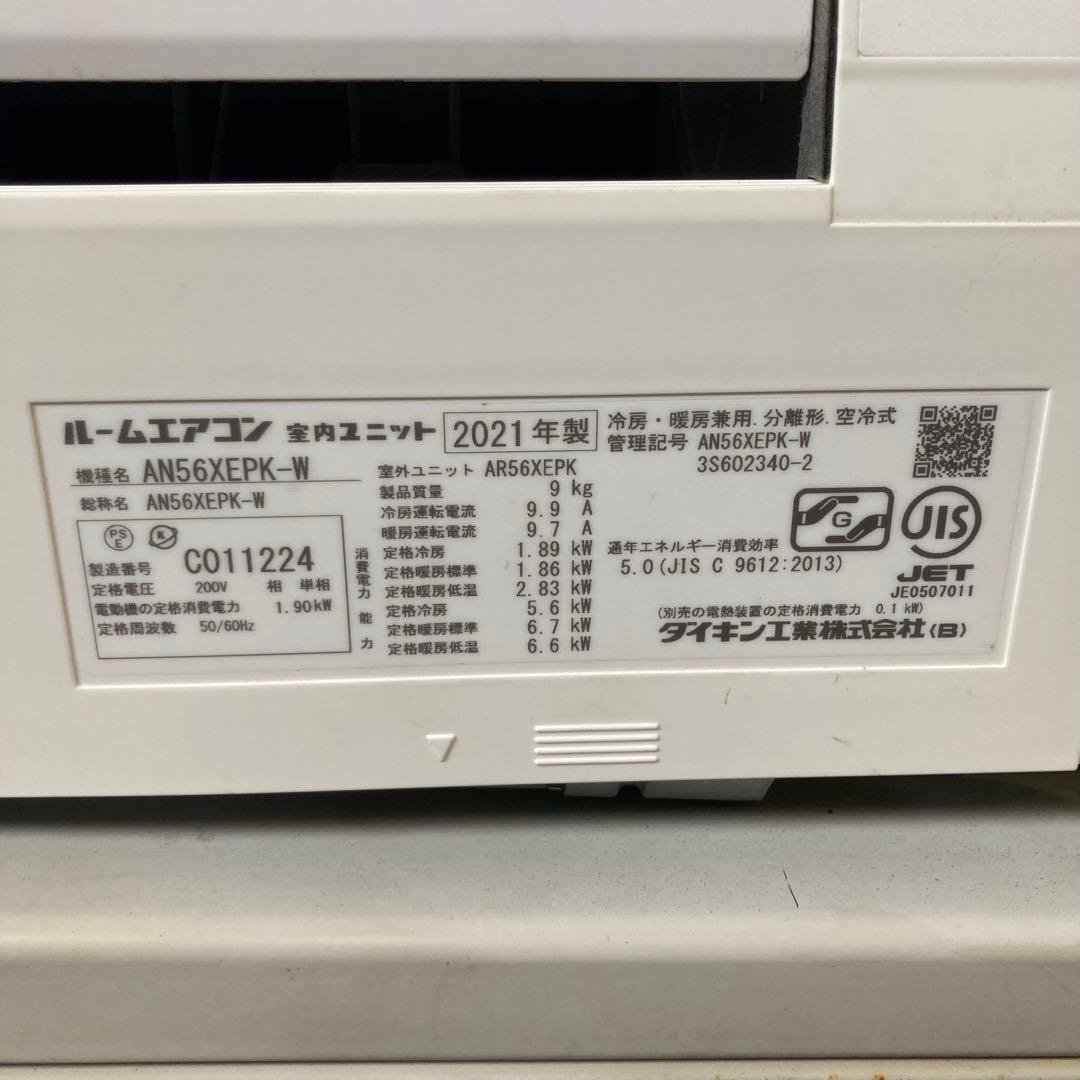 ルームエアコン 室内ユニット 2021年製
機種名 AN56XEPK-W
総称名 AN56XEPK-W
PS
E
K
製造番号 C011224
定格電圧 200V 相 単相
電動機の定格消費電力 1.90kW
定格周波数 50/60Hz
室外ユニット AR56XEPK
製品質量 9 kg
冷房運転電流 9.9 A
暖房運転電流 9.7 A
消費電力
定格冷房 1.89 kW
定格暖房標準 1.86 kW
定格暖房低温 2.83 kW
能力
定格冷房 5.6 kW
定格暖房標準 6.7 kW
定格暖房低温 6.6 kW
冷房・暖房兼用.分離形.空冷式
管理記号 AN56XEPK-W
3S602340-2
G
JIS
通年エネルギー消費効率
5.0(JIS C 9612:2013)
JET
JE0507011
(別売の電熱装置の定格消費電力 0.1kW)
ダイキン工業株式会社(B)